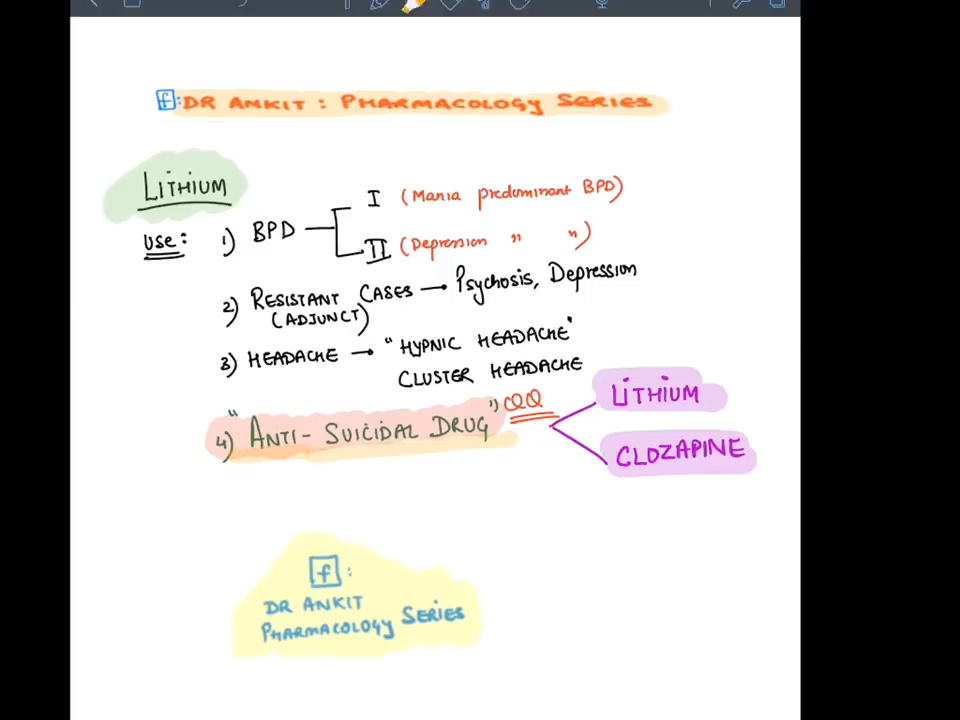 f: DR ANKIT : PHARMACOLOGY SERIES
LITHIUM
USE: 1) BPD
I (Mania predominant BPD)
II (Depression " ")
2) RESISTANT CASES → Psychosis, Depression
(ADJUNCT)
3) HEADACHE → "HYPNIC HEADACHE"
CLUSTER HEADACHE
4) "ANTI-SUICIDAL DRUG" QQ
LITHIUM
CLOZAPINE
f:
DR ANKIT
PHARMACOLOGY SERIES